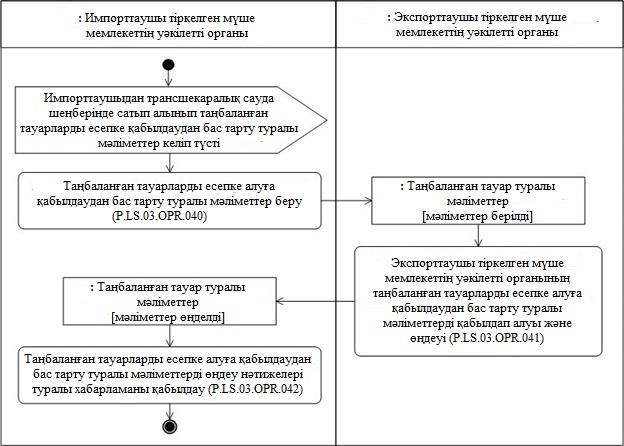 : Импорттаушы тіркелген мүше
мемлекеттің уәкілетті органы
: Экспорттаушы тіркелген мүше
мемлекеттің уәкілетті органы
Импорттаушыдан трансшекаралық сауда
шеңберінде сатып алынып таңбаланған
тауарларды есепке қабылдаудан бас тарту туралы
мәліметтер келіп түсті
Таңбаланған тауарларды есепке алуға
қабылдаудан бас тарту туралы мәліметтер беру
(P.LS.03.OPR.040)
: Таңбаланған тауар туралы
мәліметтер
[мәліметтер берілді]
Экспорттаушы тіркелген мүше
мемлекеттің уәкілетті органының
таңбаланған тауарларды есепке алуға
қабылдаудан бас тарту туралы
мәліметтерді қабылдап алуы және
өңдеуі (P.LS.03.OPR.041)
: Таңбаланған тауар туралы
мәліметтер
[мәліметтер өңделді]
Таңбаланған тауарларды есепке алуға қабылдаудан
бас тарту туралы мәліметтерді өңдеу нәтижелері
туралы хабарламаны қабылдау (P.LS.03.OPR.042)